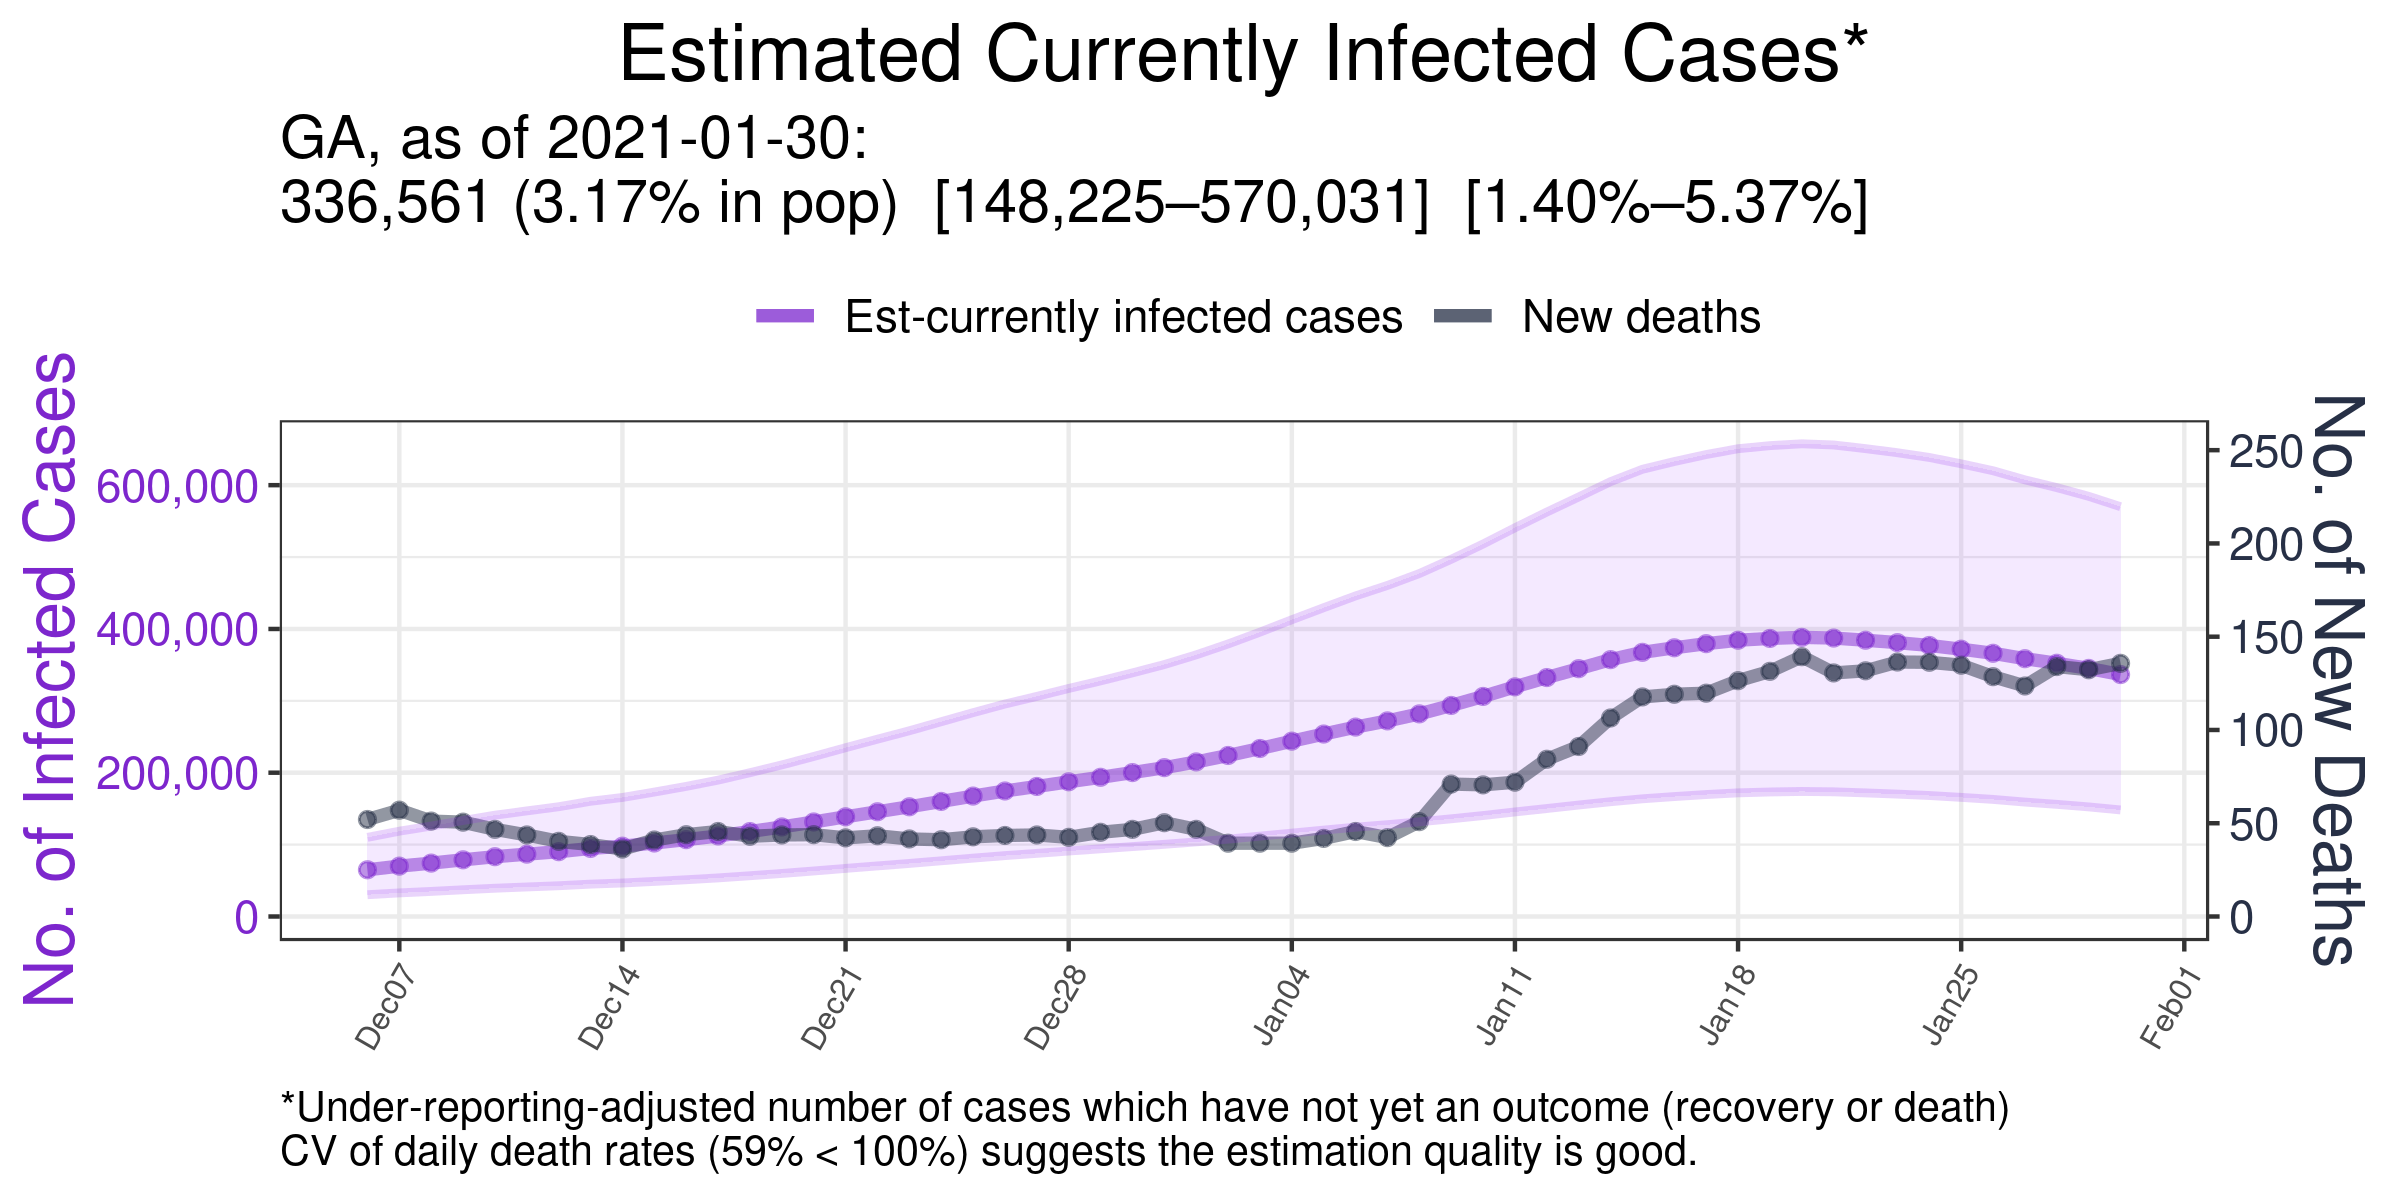 Estimated Currently Infected Cases*
GA, as of 2021-01-30:
336,561 (3.17% in pop)  [148,225–570,031]  [1.40%–5.37%]
Est-currently infected cases
New deaths
No. of Infected Cases
600,000
400,000
200,000
0
250
200
150
100
50
0
No. of New Deaths
Dec07
Dec14
Dec21
Dec28
Jan04
Jan11
Jan18
Jan25
Feb01
*Under-reporting-adjusted number of cases which have not yet an outcome (recovery or death)
CV of daily death rates (59% < 100%) suggests the estimation quality is good.